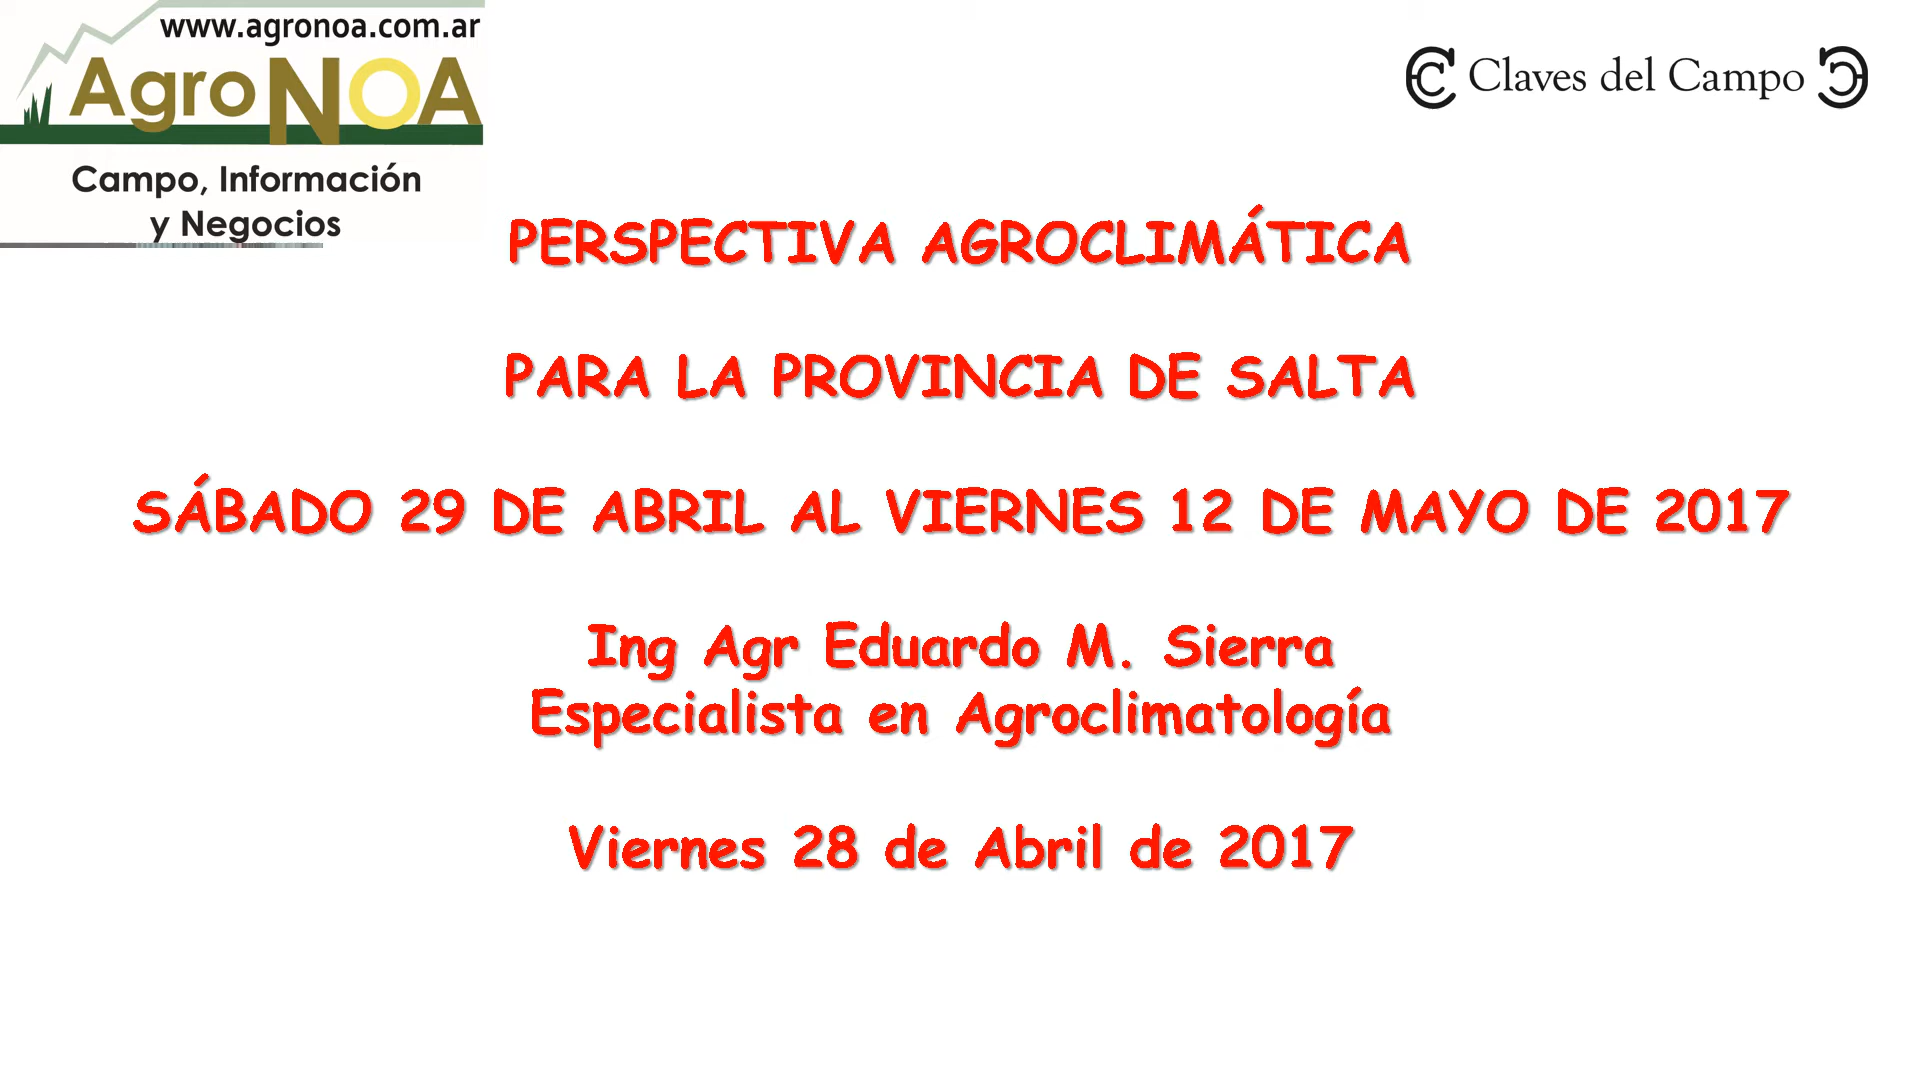 www.agronoa.com.ar
AgroNOA
Campo, Información
y Negocios
Claves del Campo
PERSPECTIVA AGROCLIMÁTICA
PARA LA PROVINCIA DE SALTA
SÁBADO 29 DE ABRIL AL VIERNES 12 DE MAYO DE 2017
Ing Agr Eduardo M. Sierra
Especialista en Agroclimatología
Viernes 28 de Abril de 2017